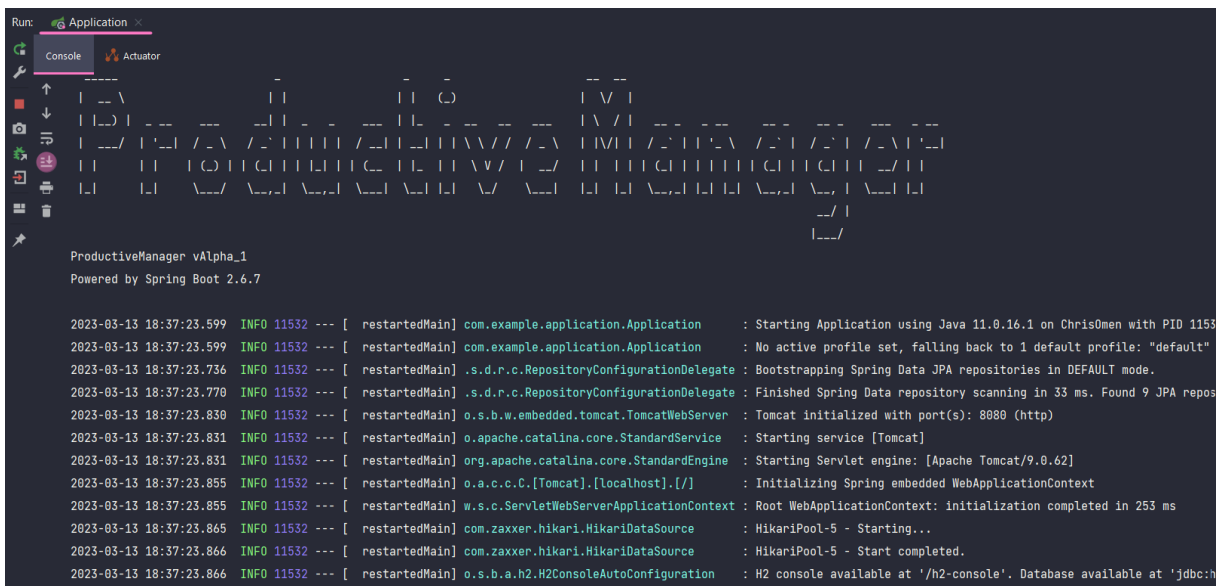 Run: Application
Console Actuator
Productive Manager
ProductiveManager vAlpha_1
Powered by Spring Boot 2.6.7
2023-03-13 18:37:23.599 INFO 11532 --- [ restartedMain] com.example.application.Application : Starting Application using Java 11.0.16.1 on ChrisOmen with PID 1153
2023-03-13 18:37:23.599 INFO 11532 --- [ restartedMain] com.example.application.Application : No active profile set, falling back to 1 default profile: "default"
2023-03-13 18:37:23.736 INFO 11532 --- [ restartedMain] .s.d.r.c.RepositoryConfigurationDelegate : Bootstrapping Spring Data JPA repositories in DEFAULT mode.
2023-03-13 18:37:23.770 INFO 11532 --- [ restartedMain] .s.d.r.c.RepositoryConfigurationDelegate : Finished Spring Data repository scanning in 33 ms. Found 9 JPA repos
2023-03-13 18:37:23.830 INFO 11532 --- [ restartedMain] o.s.b.w.embedded.tomcat.TomcatWebServer : Tomcat initialized with port(s): 8080 (http)
2023-03-13 18:37:23.831 INFO 11532 --- [ restartedMain] o.apache.catalina.core.StandardService : Starting service [Tomcat]
2023-03-13 18:37:23.831 INFO 11532 --- [ restartedMain] org.apache.catalina.core.StandardEngine : Starting Servlet engine: [Apache Tomcat/9.0.62]
2023-03-13 18:37:23.855 INFO 11532 --- [ restartedMain] o.a.c.c.C.[Tomcat].[localhost].[/] : Initializing Spring embedded WebApplicationContext
2023-03-13 18:37:23.855 INFO 11532 --- [ restartedMain] w.s.c.ServletWebServerApplicationContext : Root WebApplicationContext: initialization completed in 253 ms
2023-03-13 18:37:23.865 INFO 11532 --- [ restartedMain] com.zaxxer.hikari.HikariDataSource : HikariPool-5 - Starting...
2023-03-13 18:37:23.866 INFO 11532 --- [ restartedMain] com.zaxxer.hikari.HikariDataSource : HikariPool-5 - Start completed.
2023-03-13 18:37:23.866 INFO 11532 --- [ restartedMain] o.s.b.a.h2.H2ConsoleAutoConfiguration : H2 console available at '/h2-console'. Database available at 'jdbc:h